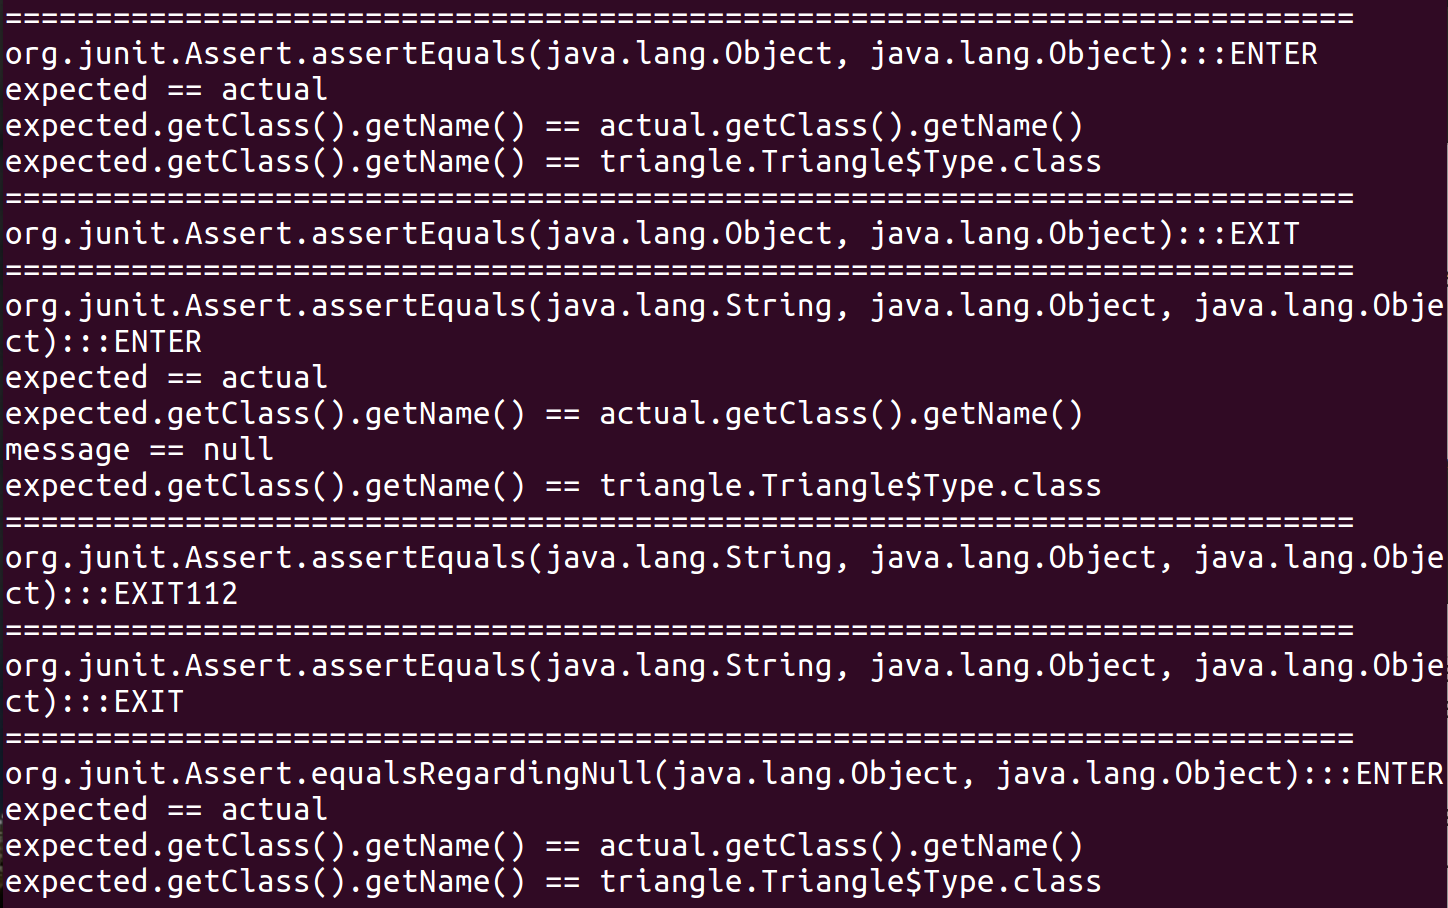 ===========================================================================
org.junit.Assert.assertEquals(java.lang.Object, java.lang.Object):::ENTER
expected == actual
expected.getClass().getName() == actual.getClass().getName()
expected.getClass().getName() == triangle.Triangle$Type.class
===========================================================================
org.junit.Assert.assertEquals(java.lang.Object, java.lang.Object):::EXIT
===========================================================================
org.junit.Assert.assertEquals(java.lang.String, java.lang.Object, java.lang.Obje
ct):::ENTER
expected == actual
expected.getClass().getName() == actual.getClass().getName()
message == null
expected.getClass().getName() == triangle.Triangle$Type.class
===========================================================================
org.junit.Assert.assertEquals(java.lang.String, java.lang.Object, java.lang.Obje
ct):::EXIT112
===========================================================================
org.junit.Assert.assertEquals(java.lang.String, java.lang.Object, java.lang.Obje
ct):::EXIT
===========================================================================
org.junit.Assert.equalsRegardingNull(java.lang.Object, java.lang.Object):::ENTER
expected == actual
expected.getClass().getName() == actual.getClass().getName()
expected.getClass().getName() == triangle.Triangle$Type.class